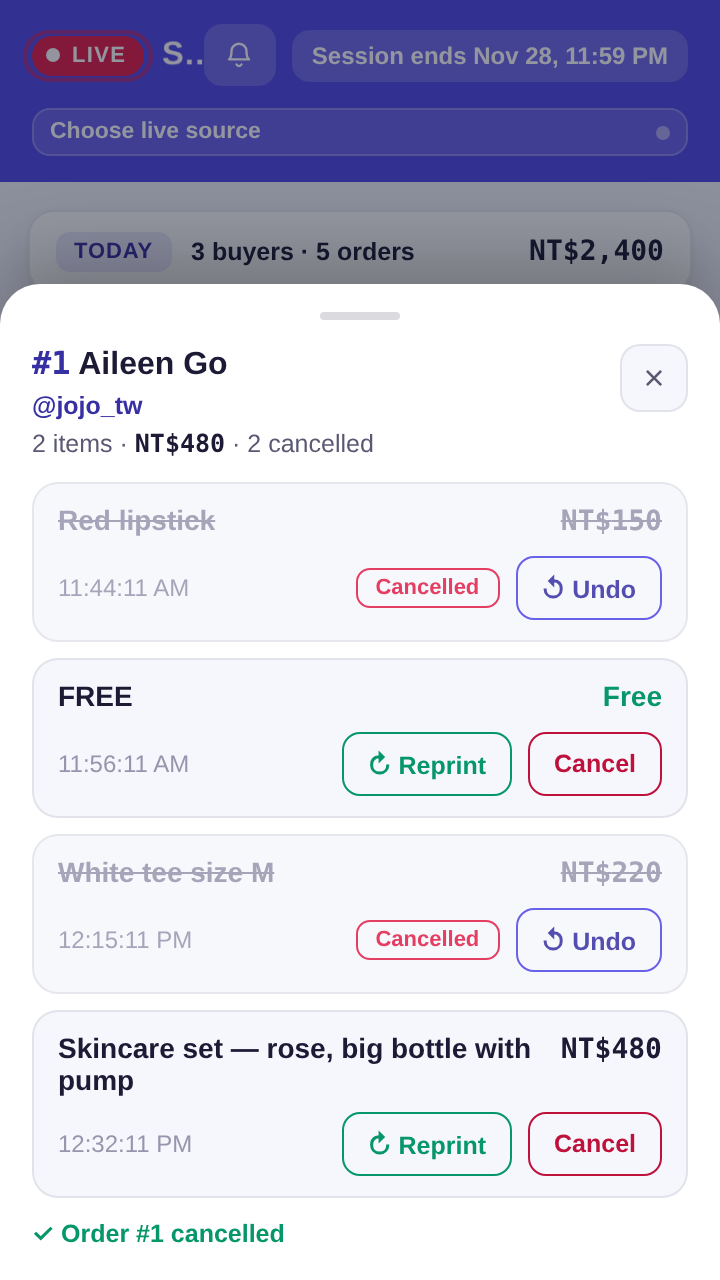 LIVE S.. Session ends Nov 28, 11:59 PM
Choose live source
TODAY 3 buyers · 5 orders NT$2,400
#1 Aileen Go
@jojo_tw
2 items · NT$480 · 2 cancelled
Red lipstick NT$150
11:44:11 AM Cancelled Undo
FREE Free
11:56:11 AM Reprint Cancel
White tee size M NT$220
12:15:11 PM Cancelled Undo
Skincare set — rose, big bottle with NT$480
pump
12:32:11 PM Reprint Cancel
Order #1 cancelled